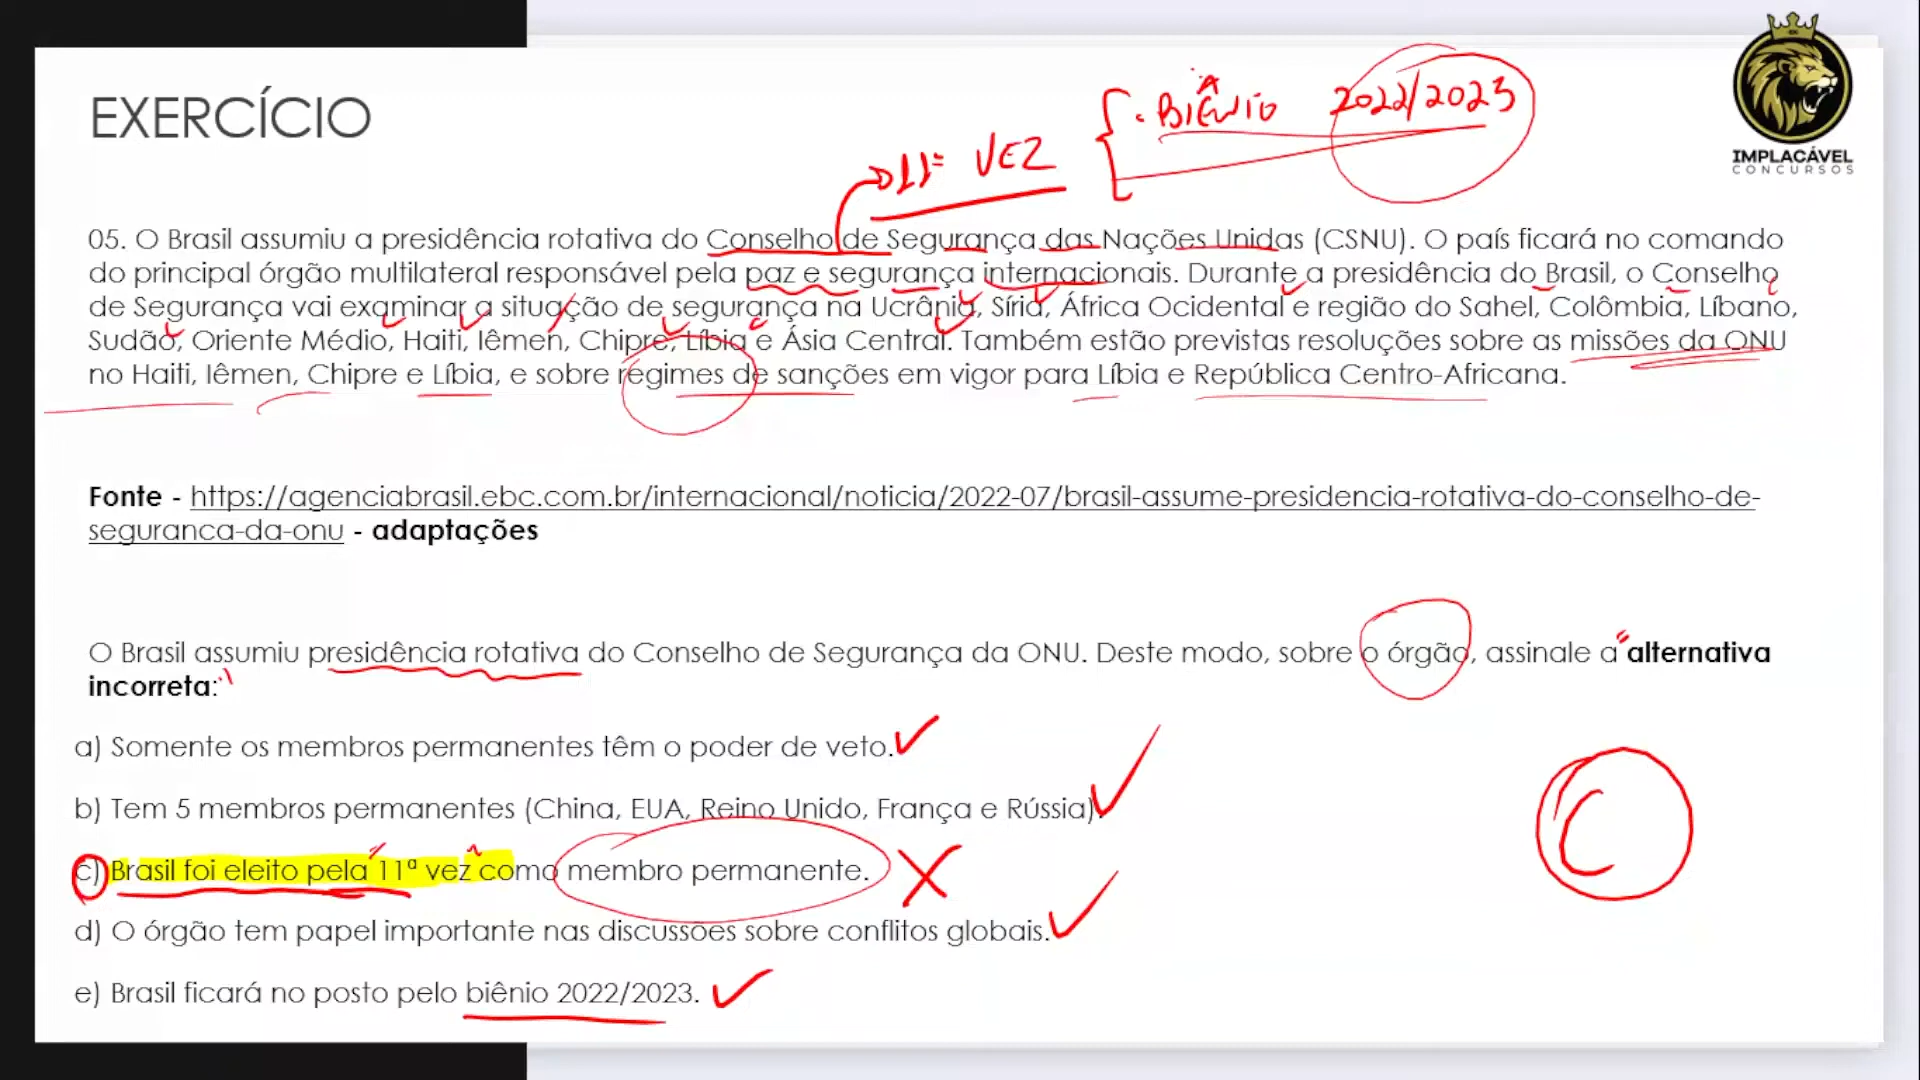 EXERCÍCIO
11ª VEZ
BIÊNIO 2022/2023
IMPLACÁVEL
CONCURSOS
05. O Brasil assumiu a presidência rotativa do Conselho de Segurança das Nações Unidas (CSNU). O país ficará no comando
do principal órgão multilateral responsável pela paz e segurança internacionais. Durante a presidência do Brasil, o Conselho
de Segurança vai examinar a situação de segurança na Ucrânia, Síria, África Ocidental e região do Sahel, Colômbia, Líbano,
Sudão, Oriente Médio, Haiti, Iêmen, Chipre, Líbia e Ásia Central. Também estão previstas resoluções sobre as missões da ONU
no Haiti, Iêmen, Chipre e Líbia, e sobre regimes de sanções em vigor para Líbia e República Centro-Africana.
Fonte - https://agenciabrasil.ebc.com.br/internacional/noticia/2022-07/brasil-assume-presidencia-rotativa-do-conselho-de-
seguranca-da-onu - adaptações
O Brasil assumiu presidência rotativa do Conselho de Segurança da ONU. Deste modo, sobre o órgão, assinale a alternativa
incorreta:
a) Somente os membros permanentes têm o poder de veto.
b) Tem 5 membros permanentes (China, EUA, Reino Unido, França e Rússia).
c) Brasil foi eleito pela 11ª vez como membro permanente.
d) O órgão tem papel importante nas discussões sobre conflitos globais.
e) Brasil ficará no posto pelo biênio 2022/2023.
C